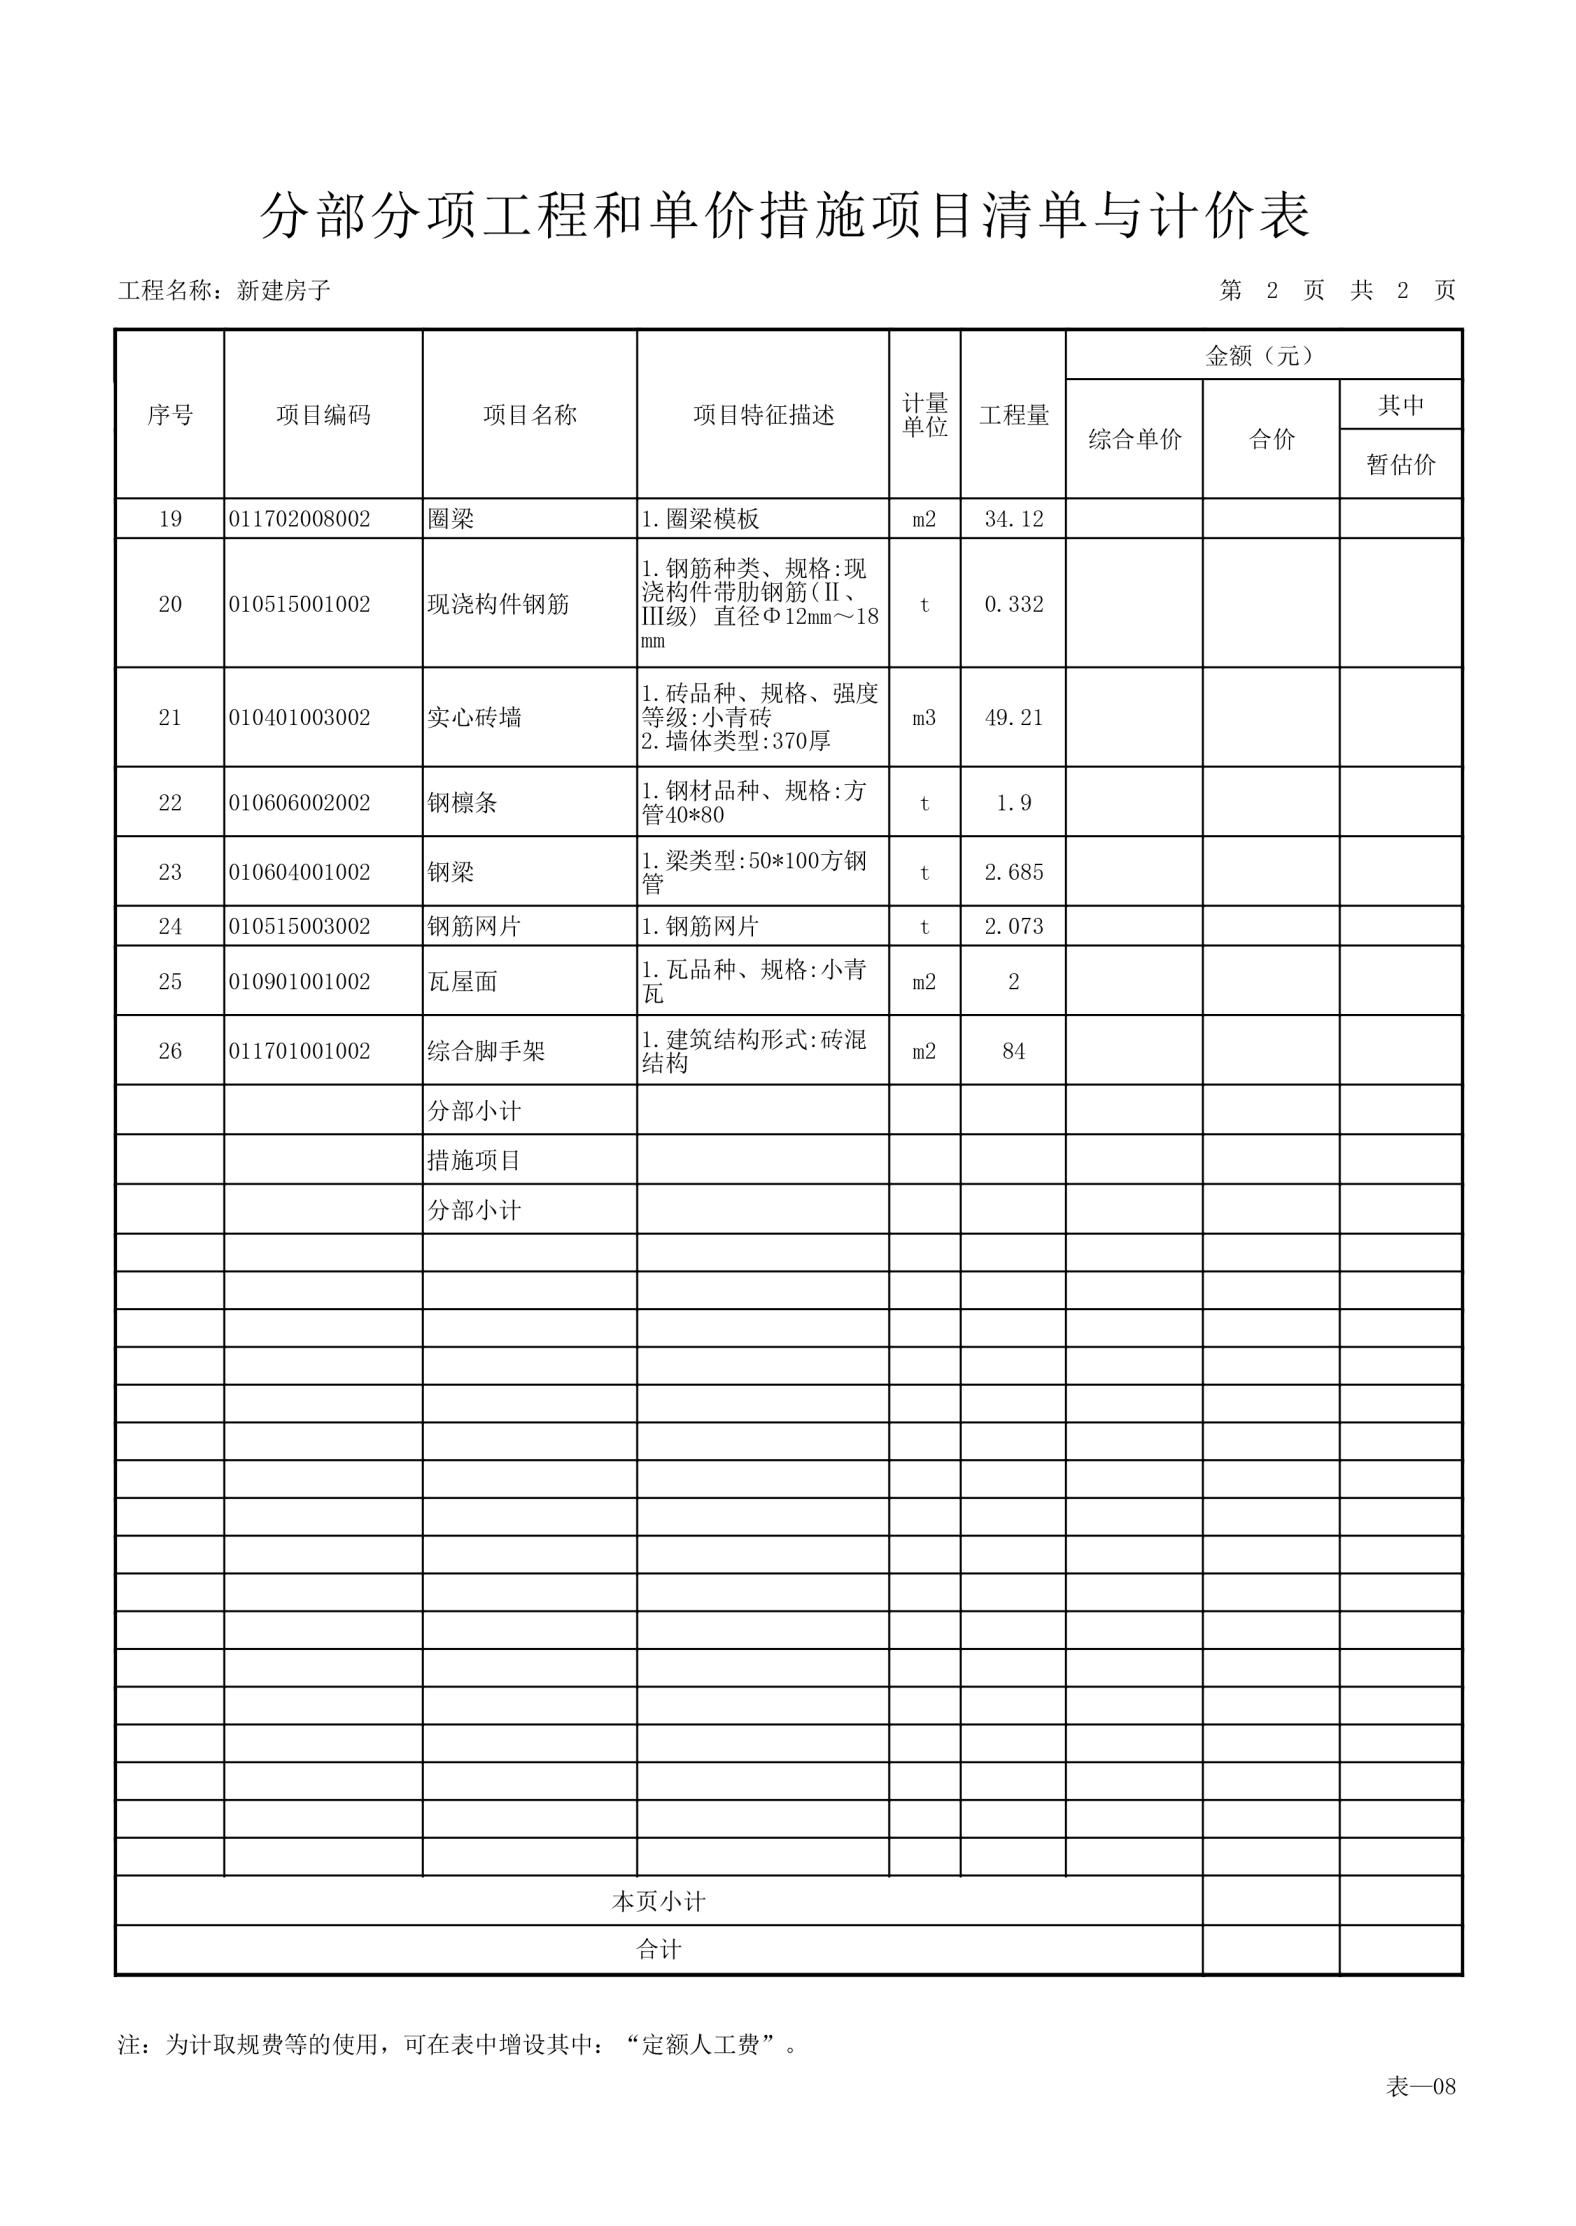 分部分项工程和单价措施项目清单与计价表
工程名称：新建房子 第 2 页 共 2 页
序号 项目编码 项目名称 项目特征描述 计量单位 工程量 金额（元）
综合单价 合价 其中
暂估价
19 011702008002 圈梁 1.圈梁模板 m2 34.12
20 010515001002 现浇构件钢筋 1.钢筋种类、规格:现
浇构件带肋钢筋(Ⅱ、
Ⅲ级) 直径Φ12mm～18
mm t 0.332
21 010401003002 实心砖墙 1.砖品种、规格、强度
等级:小青砖
2.墙体类型:370厚 m3 49.21
22 010606002002 钢檩条 1.钢材品种、规格:方
管40*80 t 1.9
23 010604001002 钢梁 1.梁类型:50*100方钢
管 t 2.685
24 010515003002 钢筋网片 1.钢筋网片 t 2.073
25 010901001002 瓦屋面 1.瓦品种、规格:小青
瓦 m2 2
26 011701001002 综合脚手架 1.建筑结构形式:砖混
结构 m2 84
分部小计
措施项目
分部小计
本页小计
合计
注：为计取规费等的使用，可在表中增设其中：“定额人工费”。
表—08